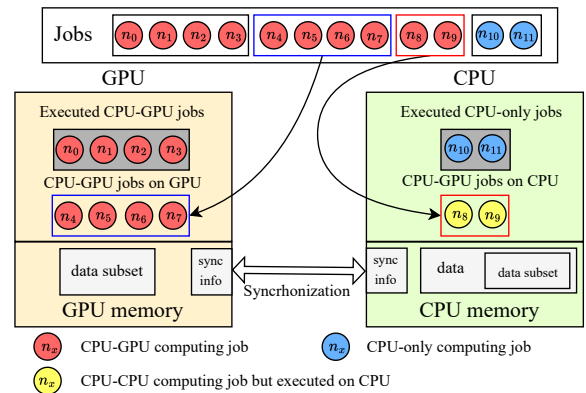 Jobs n0 n1 n2 n3 n4 n5 n6 n7 n8 n9 n10 n11
GPU CPU
Executed CPU-GPU jobs
n0 n1 n2 n3
CPU-GPU jobs on GPU
n4 n5 n6 n7
data subset
sync
info
GPU memory
Executed CPU-only jobs
n10 n11
CPU-GPU jobs on CPU
n8 n9
sync
info
data
data subset
CPU memory
Syncrhonization
nx CPU-GPU computing job
nx CPU-only computing job
nx CPU-CPU computing job but executed on CPU